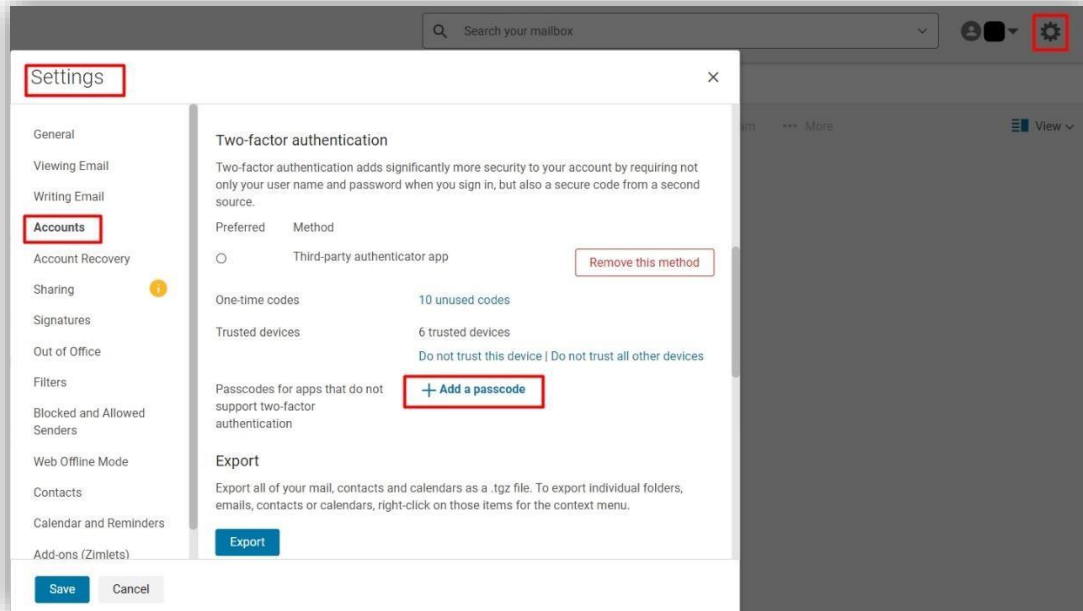 Search your mailbox
Settings
General
Viewing Email
Writing Email
Accounts
Account Recovery
Sharing
Signatures
Out of Office
Filters
Blocked and Allowed
Senders
Web Offline Mode
Contacts
Calendar and Reminders
Add-ons (Zimlets)
Two-factor authentication
Two-factor authentication adds significantly more security to your account by requiring not
only your user name and password when you sign in, but also a secure code from a second
source.
Preferred Method
Third-party authenticator app
Remove this method
One-time codes 10 unused codes
Trusted devices 6 trusted devices
Do not trust this device | Do not trust all other devices
Passcodes for apps that do not
support two-factor
authentication
+ Add a passcode
Export
Export all of your mail, contacts and calendars as a .tgz file. To export individual folders,
emails, contacts or calendars, right-click on those items for the context menu.
Export
Save Cancel
••• More
View